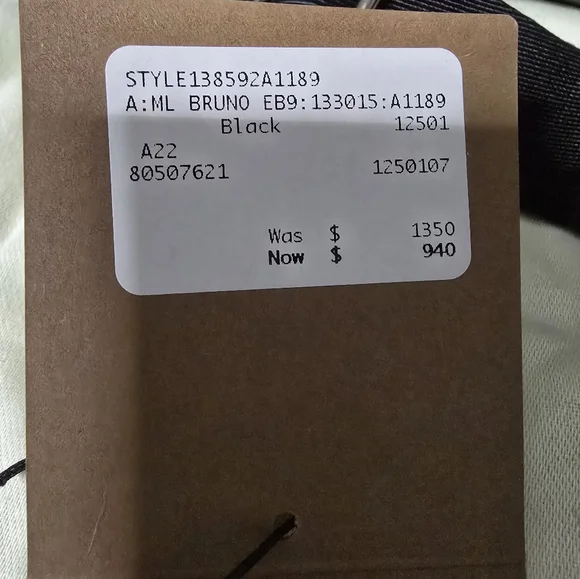 STYLE138592A1189
A:ML BRUNO EB9:133015:A1189
Black 12501
A22
80507621 1250107
Was $ 1350
Now $ 940